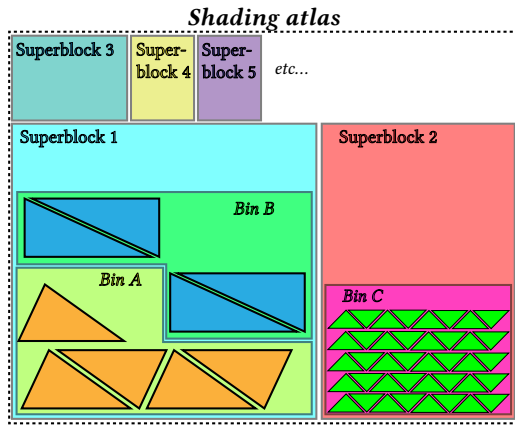 Shading atlas
Superblock 3
Super-
block 4
Super-
block 5
etc...
Superblock 1
Superblock 2
Bin B
Bin A
Bin C